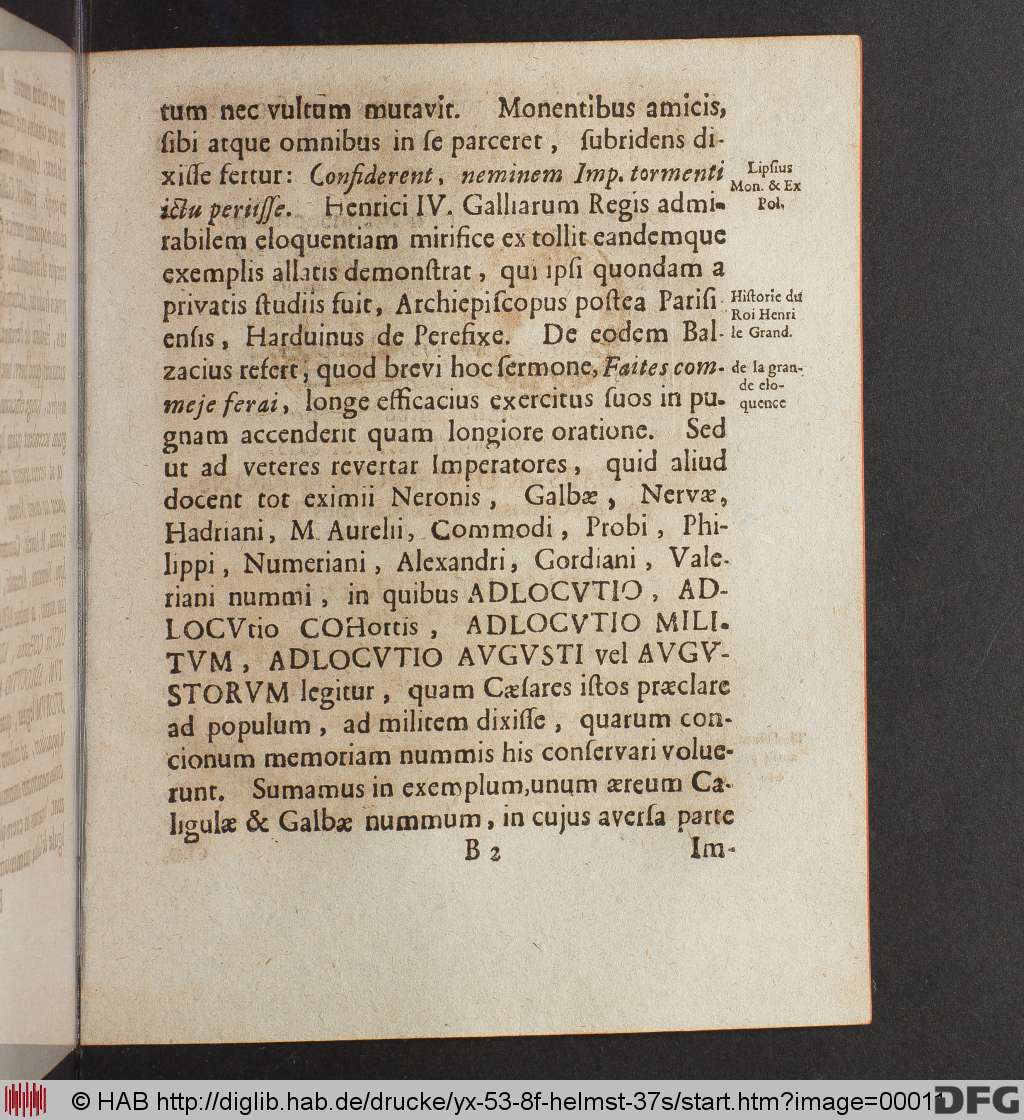 tum nec vultum mutavit. Monentibus amicis,
sibi atque omnibus in se parceret, subridens di-
xisse fertur: Confiderent, neminem Imp. tormenti
ictu periisse. Henrici IV. Galliarum Regis admi-
rabilem eloquentiam mirifice extollit eandemque
exemplis allatis demonstrat, qui ipsi quondam a
privatis studiis fuit, Archiepiscopus postea Parisi
ensis, Harduinus de Perefixe. De eodem Bal-
zacius refert, quod brevi hoc sermone, Faites com-
meje ferai, longe efficacius exercitus suos in pu-
gnam accenderit quam longiore oratione. Sed
ut ad veteres revertar Imperatores, quid aliud
docent tot eximii Neronis, Galbæ, Nervæ,
Hadriani, M. Aurelii, Commodi, Probi, Phi-
lippi, Numeriani, Alexandri, Gordiani, Vale-
riani nummi, in quibus ADLOCVTIO, AD-
LOCVtio COHortis, ADLOCVTIO MILI-
TVM, ADLOCVTIO AVGVSTI vel AVGV-
STORVM legitur, quam Cæsares istos præclare
ad populum, ad militem dixisse, quarum con-
cionum memoriam nummis his conservari volue-
runt. Sumamus in exemplum, unum æreum Ca-
ligulæ & Galbæ nummum, in cujus aversa parte
B 2 Im-
Lipsius
Mon. & Ex
Pol.
Historie du
Roi Henri
le Grand.
de la gran-
de elo-
quence
© HAB http://diglib.hab.de/drucke/yx-53-8f-helmst-37s/start.htm?image=00011
DFG